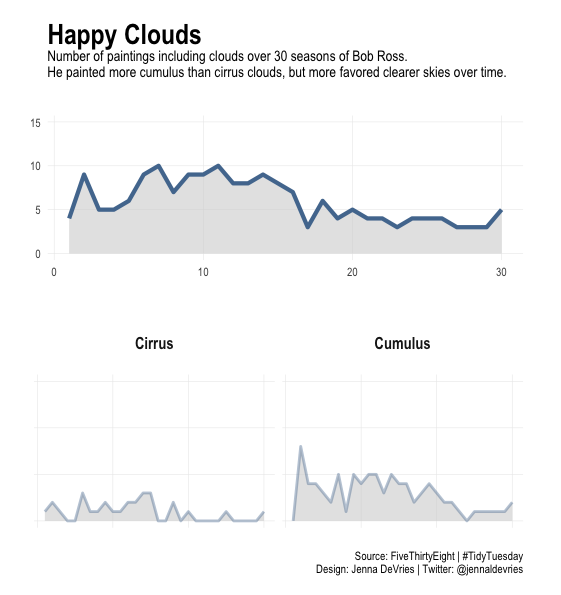 Happy Clouds
Number of paintings including clouds over 30 seasons of Bob Ross.
He painted more cumulus than cirrus clouds, but more favored clearer skies over time.
15
10
5
0
0 10 20 30
Cirrus Cumulus
Source: FiveThirtyEight | #TidyTuesday
Design: Jenna DeVries | Twitter: @jennaldevries